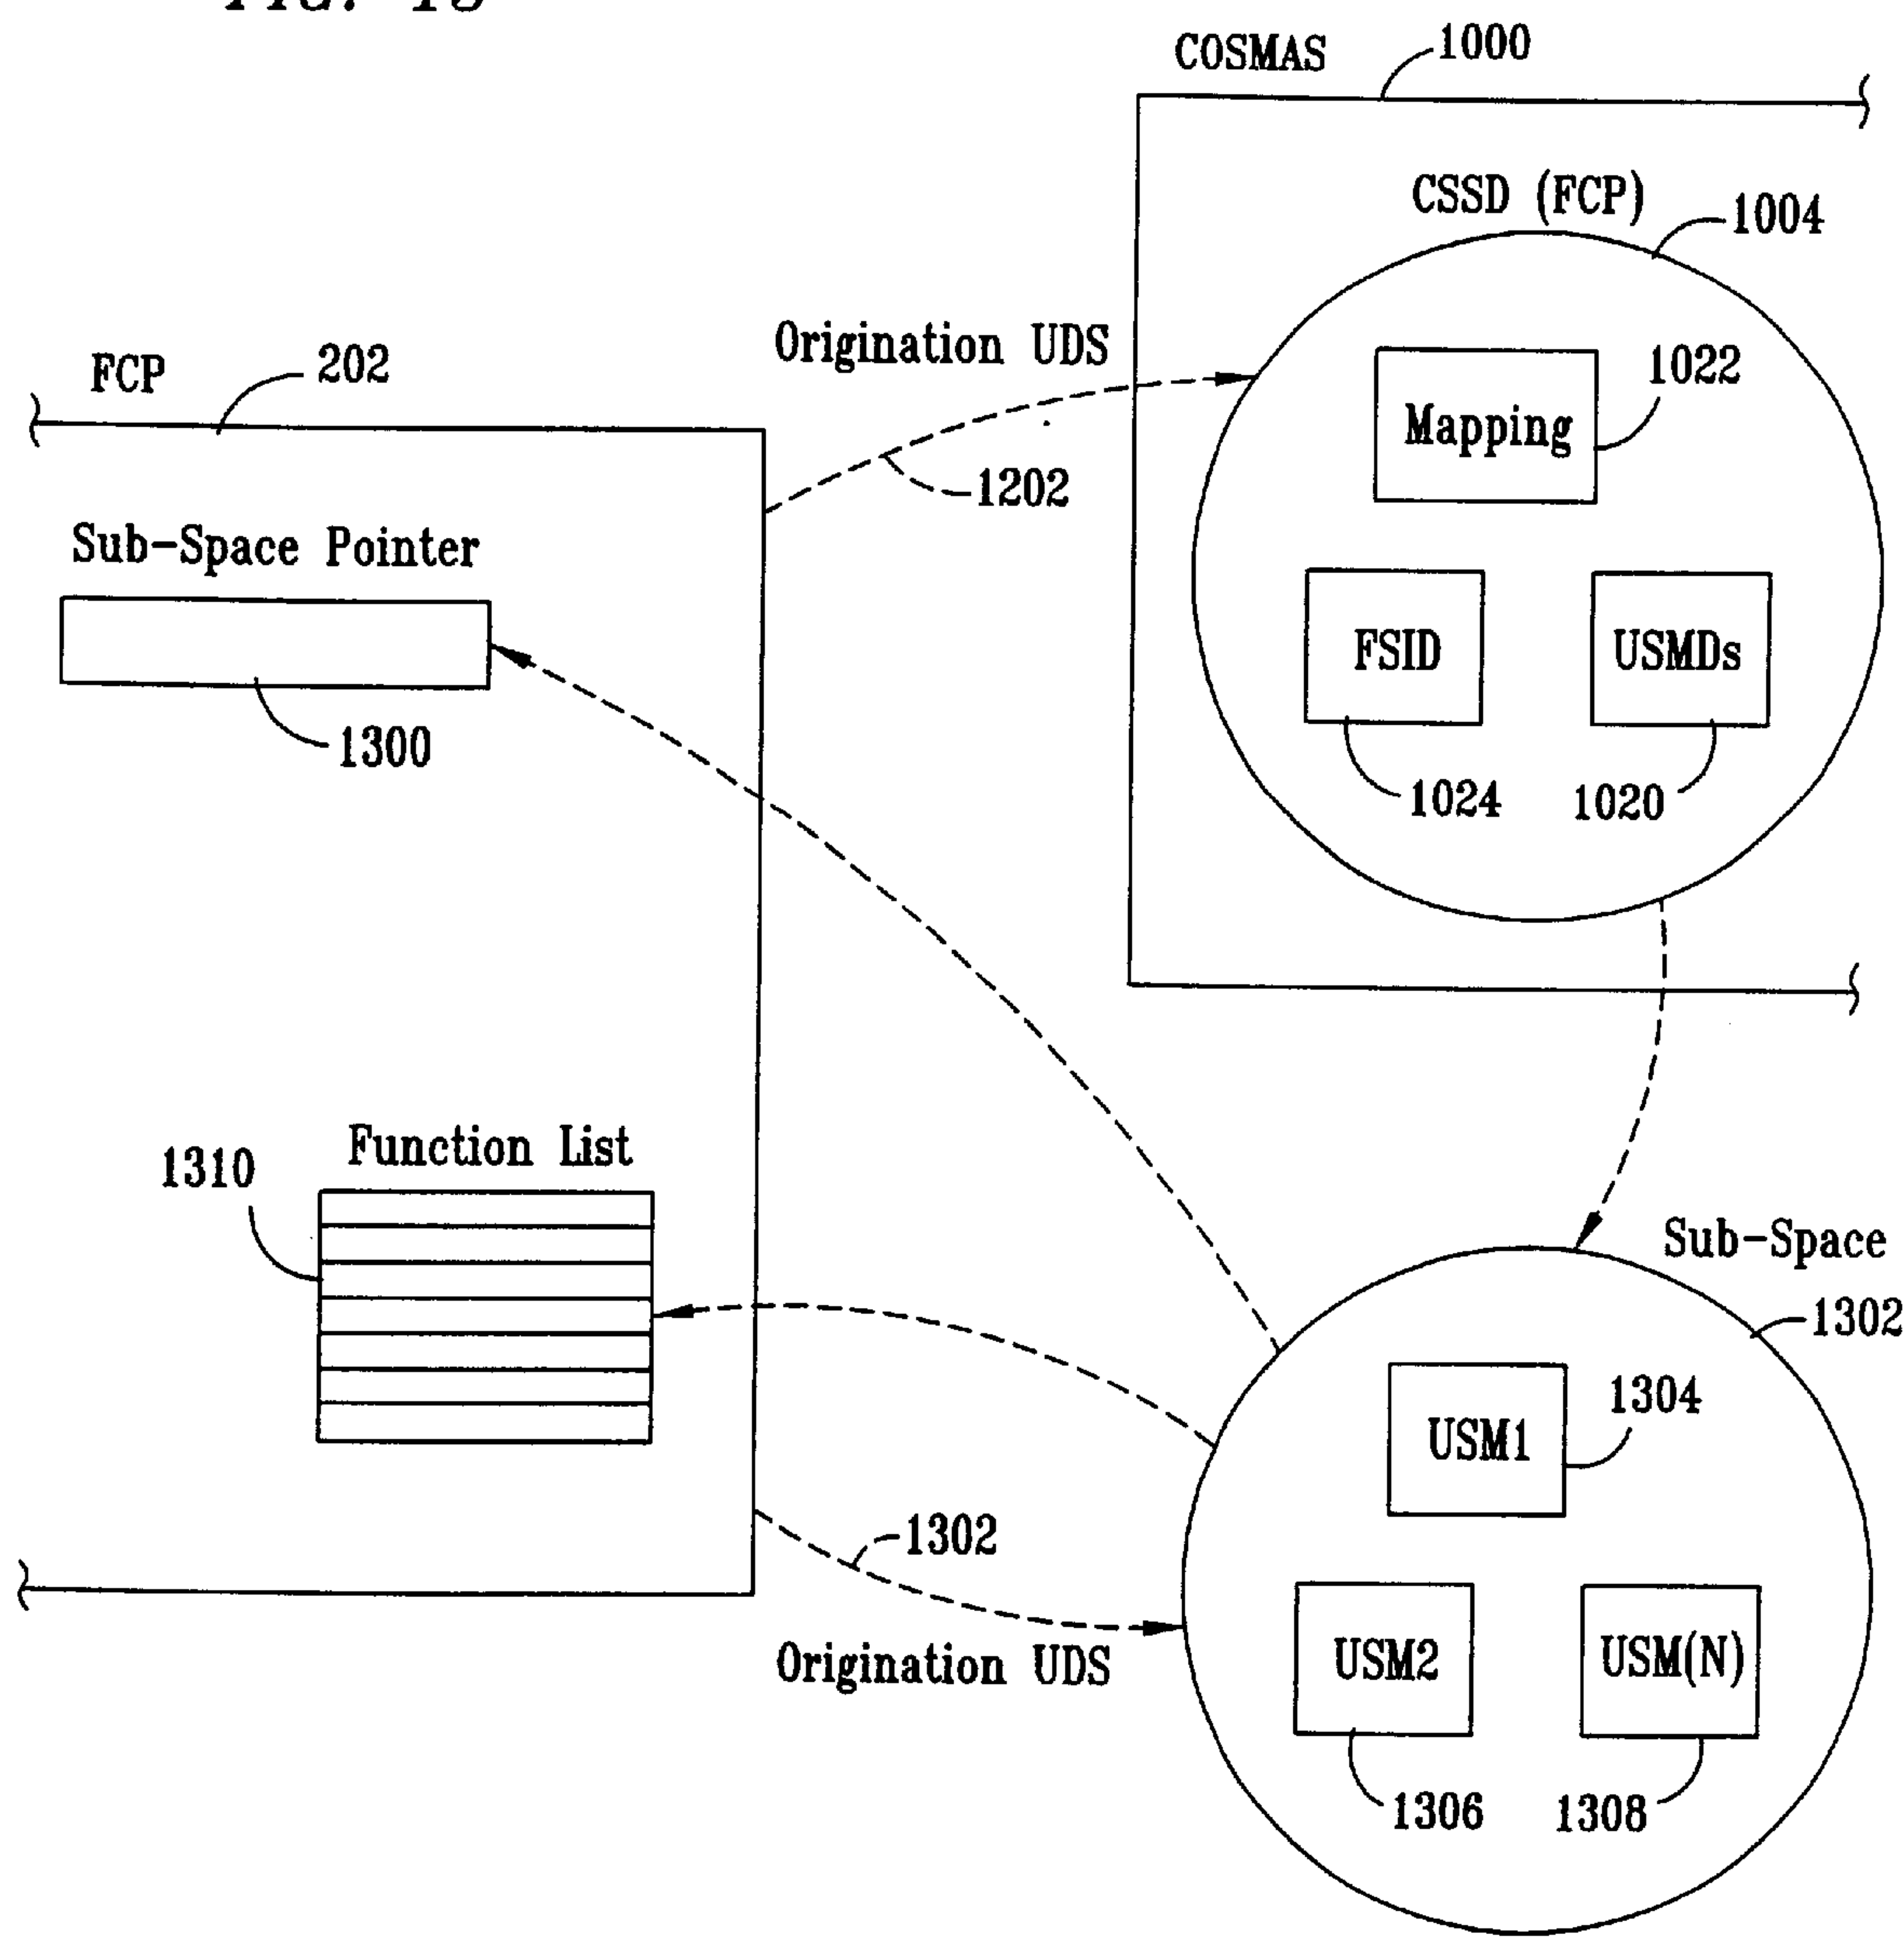 COSMAS
1000
CSSD (FCP)
1004
Origination UDS
1202
Mapping
1022
FSID
1024
USMDs
1020
FCP
202
Sub-Space Pointer
1300
Function List
1310
Sub-Space
1302
USM1
1304
USM2
1306
USM(N)
1308
1302
Origination UDS